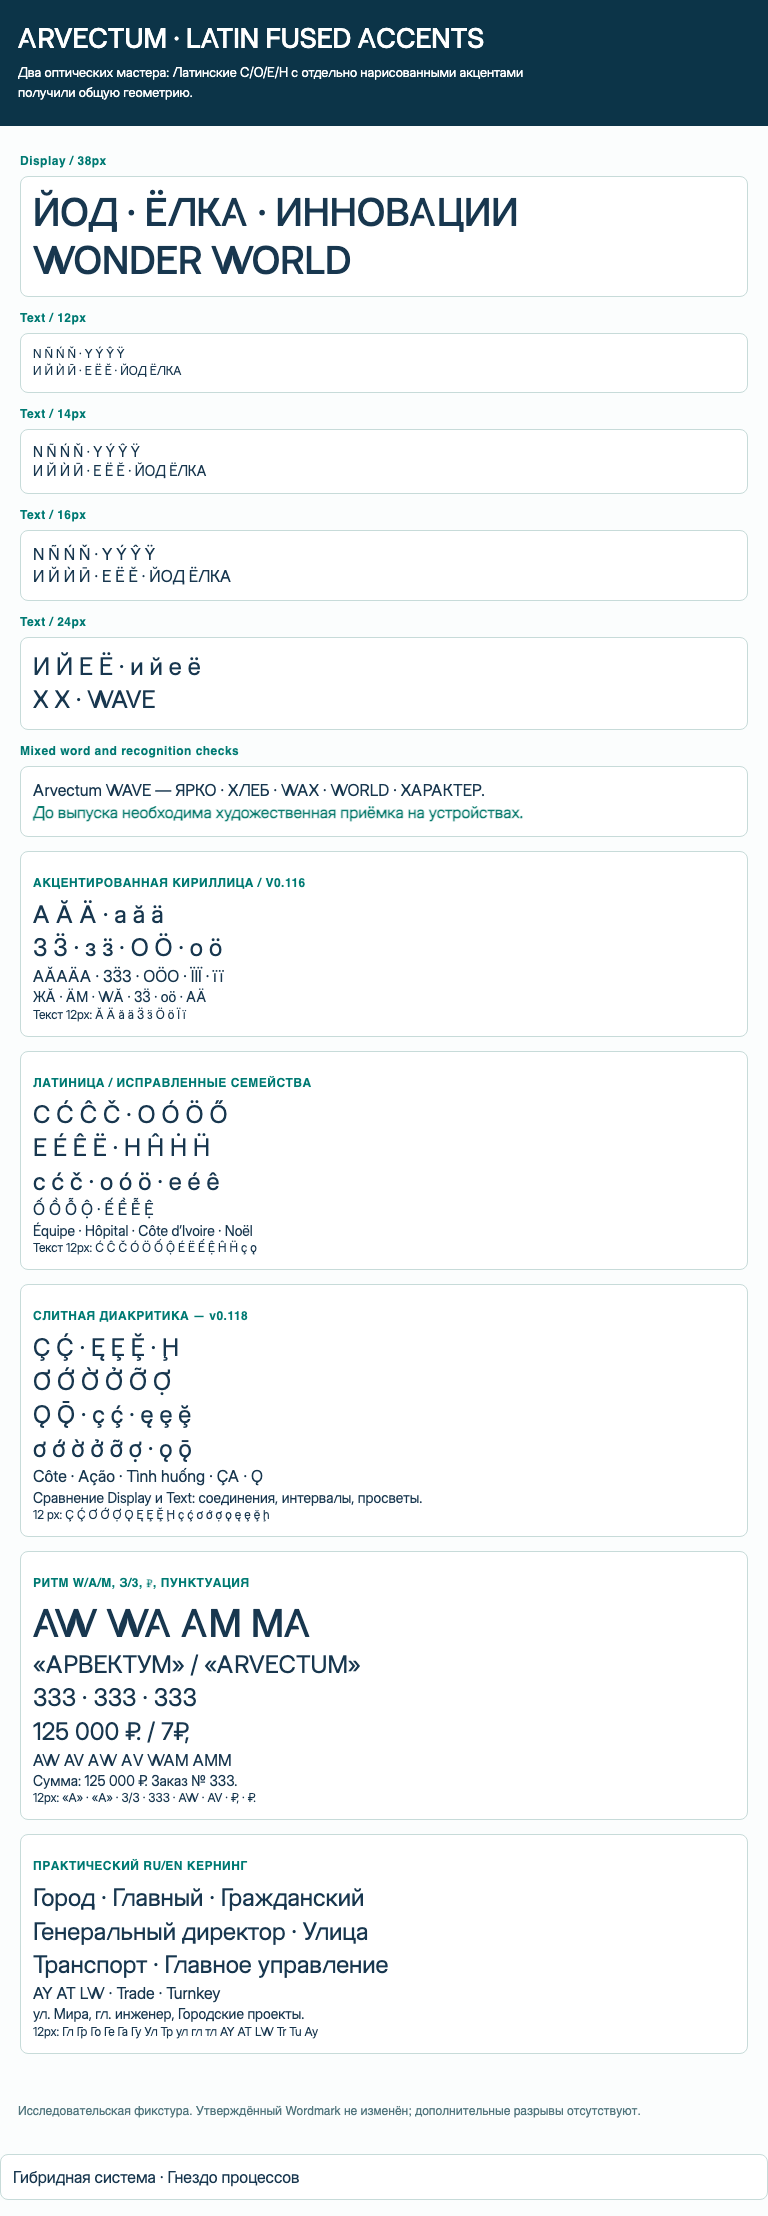 ARVECTUM · LATIN FUSED ACCENTS
Два оптических мастера: Латинские C/O/E/H с отдельно нарисованными акцентами
получили общую геометрию.
Display / 38px
ЙОД · ЁЛКА · ИННОВАЦИИ
WONDER WORLD
Text / 12px
N Ñ Ń Ň · Y Ý Ŷ Ÿ
И Й Ѝ Ӣ · Е Ё Ӗ · ЙОД ЁЛКА
Text / 14px
N Ñ Ń Ň · Y Ý Ŷ Ÿ
И Й Ѝ Ӣ · Е Ё Ӗ · ЙОД ЁЛКА
Text / 16px
N Ñ Ń Ň · Y Ý Ŷ Ÿ
И Й Ѝ Ӣ · Е Ё Ӗ · ЙОД ЁЛКА
Text / 24px
И Й Е Ё · и й е ё
X Х · WAVE
Mixed word and recognition checks
Arvectum WAVE — ЯРКО · ХЛЕБ · WAX · WORLD · ХАРАКТЕР.
До выпуска необходима художественная приёмка на устройствах.
АКЦЕНТИРОВАННАЯ КИРИЛЛИЦА / V0.116
А Ӑ Ӓ · а ӑ ӓ
З Ӟ · з ӟ · О Ӧ · о ӧ
АӐАӒА · ЗӞЗ · ОӦО · ЇЇЇ · її
ЖӐ · ӒМ · WӐ · ЗӞ · оӧ · АӒ
Текст 12px: Ӑ Ӓ ӑ ӓ Ӟ ӟ Ӧ ӧ Ї ї
ЛАТИНИЦА / ИСПРАВЛЕННЫЕ СЕМЕЙСТВА
C Ć Ĉ Č · O Ó Ö Ő
E É Ê Ë · H Ĥ Ḣ Ḧ
c ć č · o ó ö · e é ê
Ố Ồ Ỗ Ộ · Ế Ề Ễ Ệ
Équipe · Hôpital · Côte d’Ivoire · Noël
Текст 12px: Ć Ĉ Č Ó Ö Ố Ộ É Ë Ế Ệ Ĥ Ḧ ç ǫ
СЛИТНАЯ ДИАКРИТИКА — v0.118
Ç Ḉ · Ę Ȩ Ḝ · Ḩ
Ơ Ớ Ờ Ở Ỡ Ợ
Ǫ Ǭ · ç ḉ · ę ȩ ḝ
ơ ớ ờ ở ỡ ợ · ǫ ǭ
Côte · Ação · Tình huống · ÇA · Ǫ
Сравнение Display и Text: соединения, интервалы, просветы.
12 px: Ç Ḉ Ơ Ớ Ợ Ǫ Ę Ȩ Ḝ Ḩ ç ḉ ơ ớ ợ ǫ ę ȩ ḝ ḩ
РИТМ W/A/M, З/3, ₽, ПУНКТУАЦИЯ
AW WA AM MA
«АРВЕКТУМ» / «ARVECTUM»
333 · 333 · 333
125 000 ₽. / 7₽,
AW AV AW AV WAM AMM
Сумма: 125 000 ₽. Заказ № 333.
12px: «А» · «A» · З/3 · 333 · AW · AV · ₽, · ₽.
ПРАКТИЧЕСКИЙ RU/EN КЕРНИНГ
Город · Главный · Гражданский
Генеральный директор · Улица
Транспорт · Главное управление
AY AT LW · Trade · Turnkey
ул. Мира, гл. инженер, Городские проекты.
12px: Гл Гр Го Ге Га Гу Ул Тр ул гл тл AY AT LW Tr Tu Ay
Исследовательская фикстура. Утверждённый Wordmark не изменён; дополнительные разрывы отсутствуют.
Гибридная система · Гнездо процессов